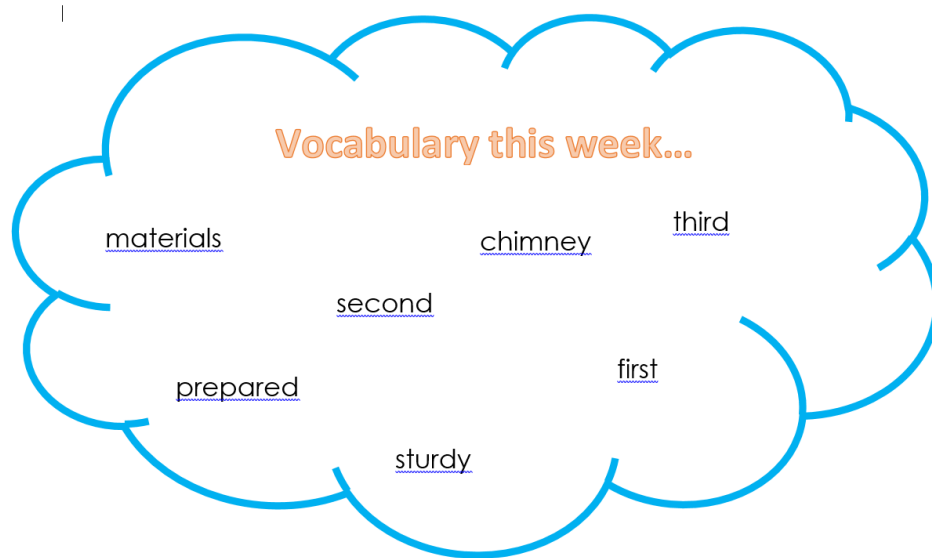 Vocabulary this week...
materials
chimney
third
second
prepared
first
sturdy